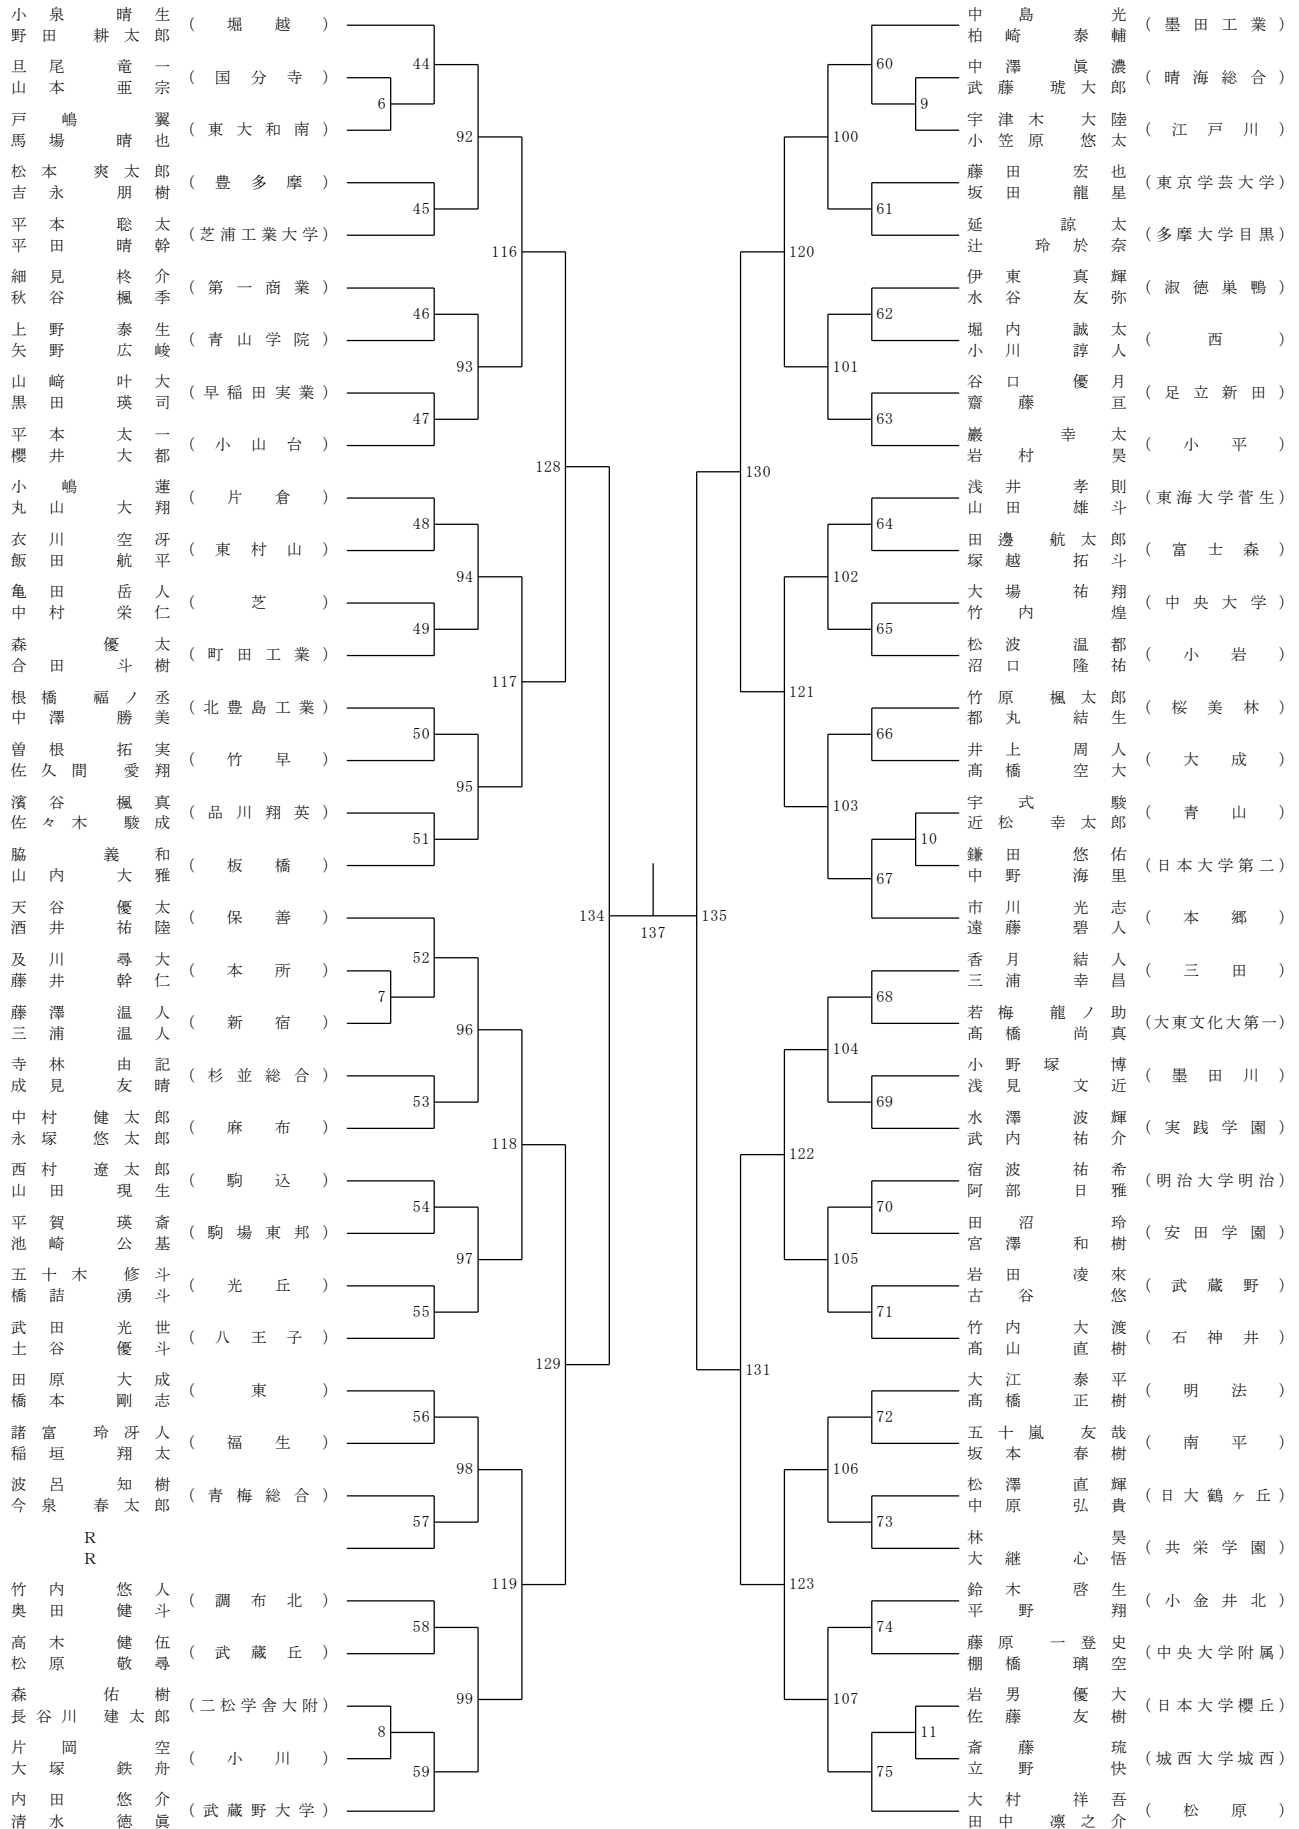 小泉 晴生
野田 耕太郎
(堀越)
旦尾 竜一
山本 亜宗
(国分寺)
戸嶋 翼
馬場 晴也
(東大和南)
松本 爽太郎
吉永 朋樹
(豊多摩)
平本 聡太
平田 晴幹
(芝浦工業大学)
細見 柊介
秋谷 楓季
(第一商業)
上野 泰生
矢野 広峻
(青山学院)
山﨑 叶大
黒田 瑛司
(早稲田実業)
平本 太一
櫻井 大都
(小山台)
小嶋 蓮
丸山 大翔
(片倉)
衣川 空冴
飯田 航平
(東村山)
亀田 岳人
中村 栄仁
(芝)
森 優太
合田 斗樹
(町田工業)
根橋 福ノ丞
中澤 勝美
(北豊島工業)
曽根 拓実
佐久間 愛翔
(竹早)
濱谷 楓真
佐々木 駿成
(品川翔英)
脇 義和
山内 大雅
(板橋)
天谷 優太
酒井 祐陸
(保善)
及川 尋大
藤井 幹仁
(本所)
藤澤 温人
三浦 温人
(新宿)
寺林 由記
成見 友晴
(杉並総合)
中村 健太郎
永塚 悠太郎
(麻布)
西村 遼太郎
山田 現生
(駒込)
平賀 瑛斎
池崎 公基
(駒場東邦)
五十木 修斗
橋詰 湧斗
(光丘)
武田 光世
土谷 優斗
(八王子)
田原 大成
橋本 剛志
(東)
諸富 玲冴人
稲垣 翔太
(福生)
波呂 知樹
今泉 春太郎
(青梅総合)
R
R
竹内 悠人
奥田 健斗
(調布北)
高木 健伍
松原 敬尋
(武蔵丘)
森 佑樹
長谷川 建太郎
(二松学舎大附)
片岡 空
大塚 鉄舟
(小川)
内田 悠介
清水 徳眞
(武蔵野大学)
6
7
8
44
45
46
47
48
49
50
51
52
53
54
55
56
57
58
59
92
93
94
95
96
97
98
99
116
117
118
119
128
129
134
137
135
130
131
120
121
122
123
100
101
102
103
104
105
106
107
60
61
62
63
64
65
66
67
68
69
70
71
72
73
74
75
9
10
11
中島 光
柏崎 泰輔
(墨田工業)
中澤 眞濃
武藤 琥大郎
(晴海総合)
宇津木 大陸
小笠原 悠太
(江戸川)
藤田 宏也
坂田 龍星
(東京学芸大学)
延 諒太
辻 玲於奈
(多摩大学目黒)
伊東 真輝
水谷 友弥
(淑徳巣鴨)
堀内 誠太
小川 諄人
(西)
谷口 優月
齋藤 亘
(足立新田)
巖 幸太
岩村 昊
(小平)
浅井 孝則
山田 雄斗
(東海大学菅生)
田邊 航太郎
塚越 拓斗
(富士森)
大場 祐翔
竹内 煌
(中央大学)
松波 温都
沼口 隆祐
(小岩)
竹原 楓太郎
都丸 結生
(桜美林)
井上 周人
髙橋 空大
(大成)
宇式 駿
近松 幸太郎
(青山)
鎌田 悠佑
中野 海里
(日本大学第二)
市川 光志
遠藤 碧人
(本郷)
香月 結人
三浦 幸昌
(三田)
若梅 龍ノ助
髙橋 尚真
(大東文化大第一)
小野塚 博
浅見 文近
(墨田川)
水澤 波輝
武内 祐介
(実践学園)
宿波 祐希
阿部 日雅
(明治大学明治)
田沼 玲
宮澤 和樹
(安田学園)
岩田 凌來
古谷 悠
(武蔵野)
竹内 大渡
髙山 直樹
(石神井)
大江 泰平
髙橋 正樹
(明法)
五十嵐 友哉
坂本 春樹
(南平)
松澤 直輝
中原 弘貴
(日大鶴ヶ丘)
林 昊
大継 心悟
(共栄学園)
鈴木 啓生
平野 翔
(小金井北)
藤原 一登史
棚橋 璃空
(中央大学附属)
岩男 優大
佐藤 友樹
(日本大学櫻丘)
斎藤 琉
立野 快
(城西大学城西)
大村 祥吾
田中 凛之介
(松原)